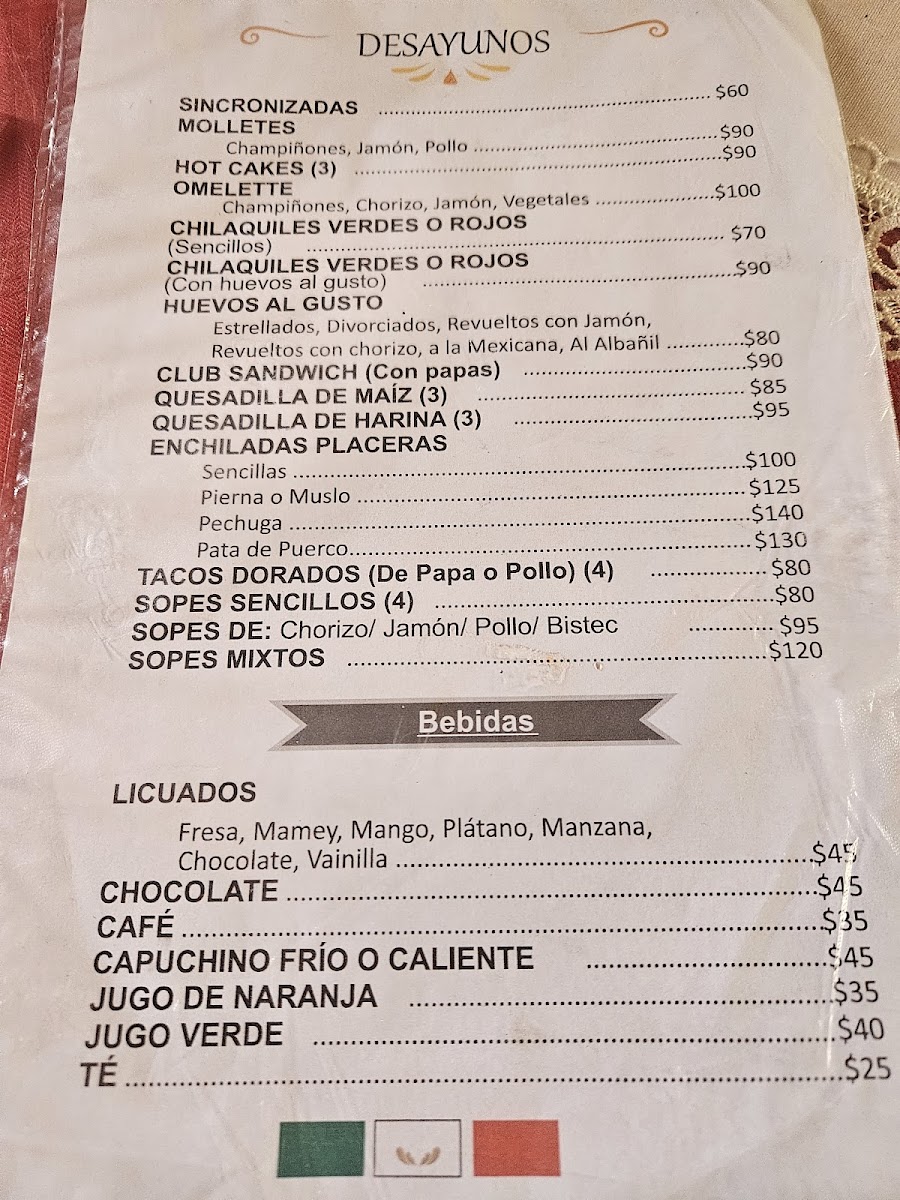 DESAYUNOS
SINCRONIZADAS ........ $60
MOLLETES
Champiñones, Jamón, Pollo ........ $90
HOT CAKES (3) ........ $90
OMELETTE
Champiñones, Chorizo, Jamón, Vegetales ........ $100
CHILAQUILES VERDES O ROJOS
(Sencillos) ........ $70
CHILAQUILES VERDES O ROJOS
(Con huevos al gusto) ........ $90
HUEVOS AL GUSTO
Estrellados, Divorciados, Revueltos con Jamón,
Revueltos con chorizo, a la Mexicana, Al Albañil ........ $80
CLUB SANDWICH (Con papas) ........ $90
QUESADILLA DE MAÍZ (3) ........ $85
QUESADILLA DE HARINA (3) ........ $95
ENCHILADAS PLACERAS
Sencillas ........ $100
Pierna o Muslo ........ $125
Pechuga ........ $140
Pata de Puerco ........ $130
TACOS DORADOS (De Papa o Pollo) (4) ........ $80
SOPES SENCILLOS (4) ........ $80
SOPES DE: Chorizo/ Jamón/ Pollo/ Bistec ........ $95
SOPES MIXTOS ........ $120
Bebidas
LICUADOS
Fresa, Mamey, Mango, Plátano, Manzana,
Chocolate, Vainilla ........ $45
CHOCOLATE ........ $45
CAFÉ ........ $35
CAPUCHINO FRÍO O CALIENTE ........ $45
JUGO DE NARANJA ........ $35
JUGO VERDE ........ $40
TÉ ........ $25